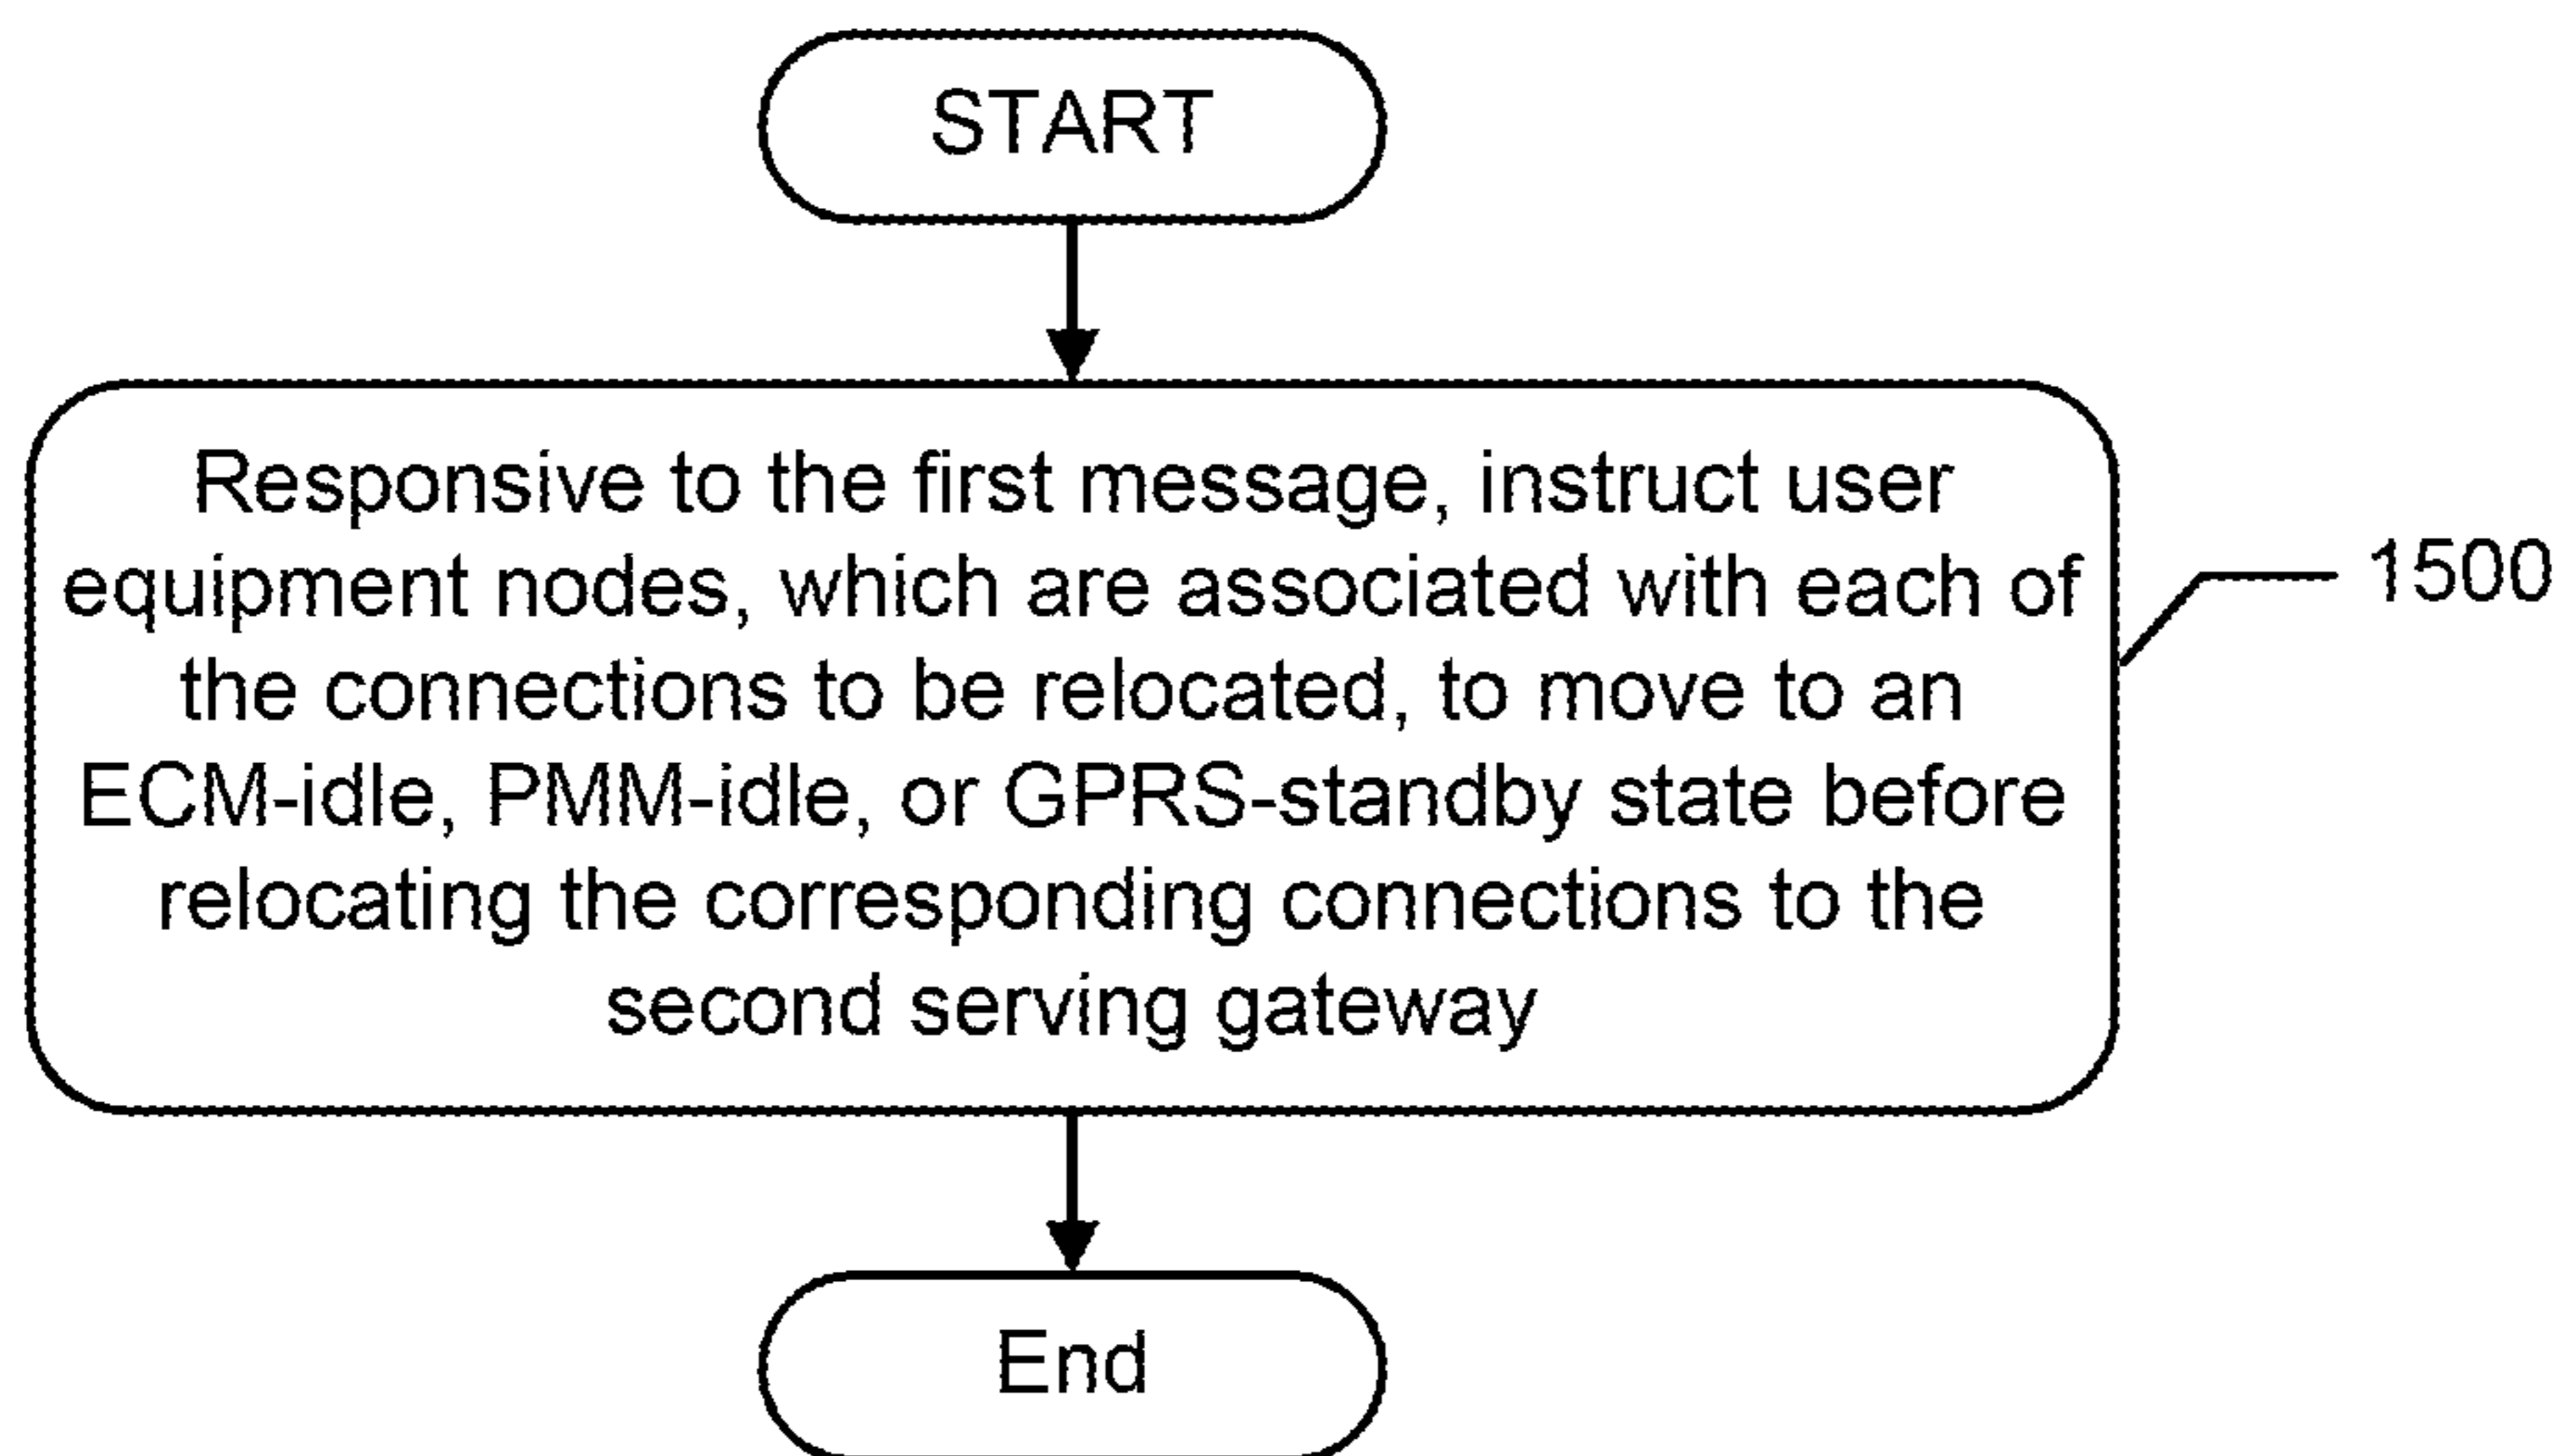 START
Responsive to the first message, instruct user
equipment nodes, which are associated with each of
the connections to be relocated, to move to an
ECM-idle, PMM-idle, or GPRS-standby state before
relocating the corresponding connections to the
second serving gateway
1500
End